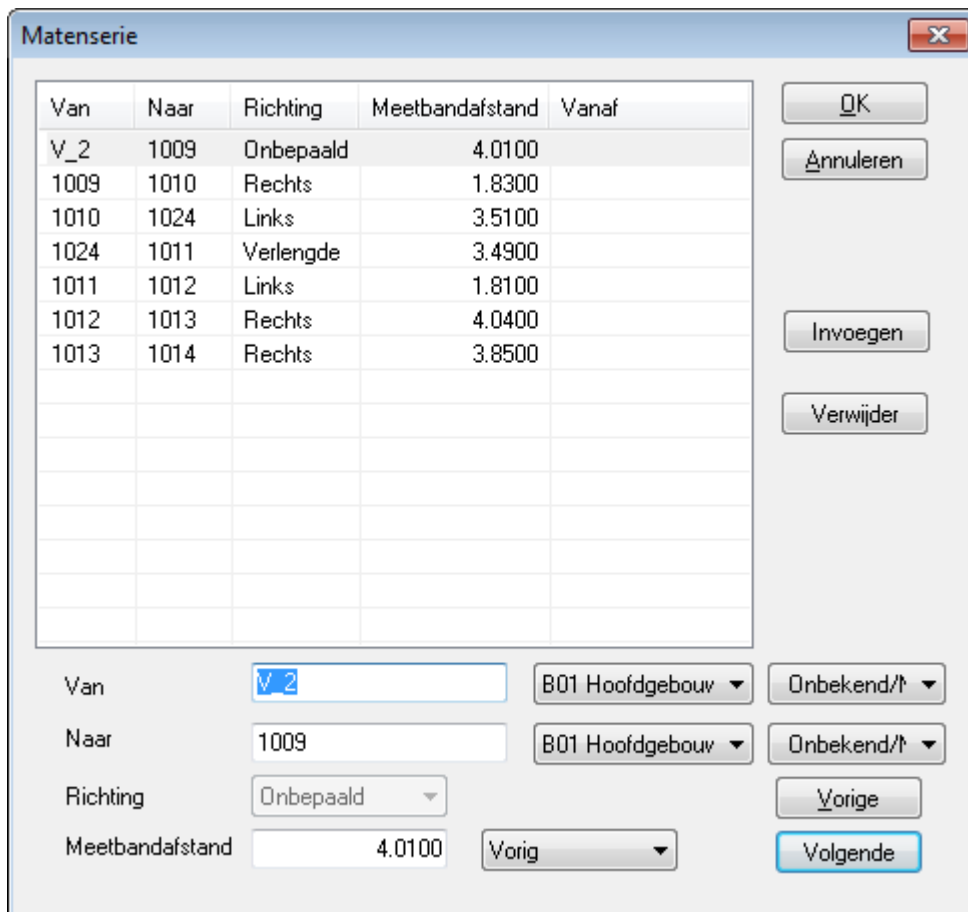 Matenserie
Van Naar Richting Meetbandafstand Vanaf
V_2 1009 Onbepaald 4.0100
1009 1010 Rechts 1.8300
1010 1024 Links 3.5100
1024 1011 Verlengde 3.4900
1011 1012 Links 1.8100
1012 1013 Rechts 4.0400
1013 1014 Rechts 3.8500
OK
Annuleren
Invoegen
Verwijder
Van V_2 B01 Hoofdgebouw Onbekend/N
Naar 1009 B01 Hoofdgebouw Onbekend/N
Richting Onbepaald Vorige
Meetbandafstand 4.0100 Vorig Volgende